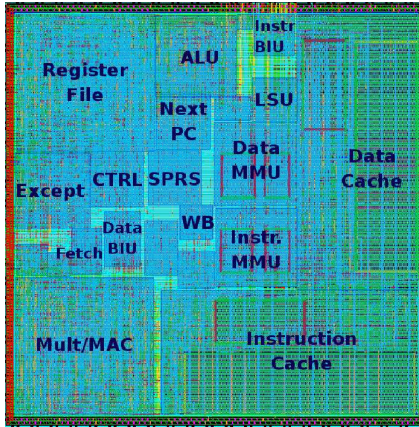 Instr
BIU
ALU
Register
File
LSU
Next
PC
Data
MMU
Data
Cache
Except
CTRL
SPRS
Data
BIU
WB
Fetch
Instr.
MMU
Mult/MAC
Instruction
Cache